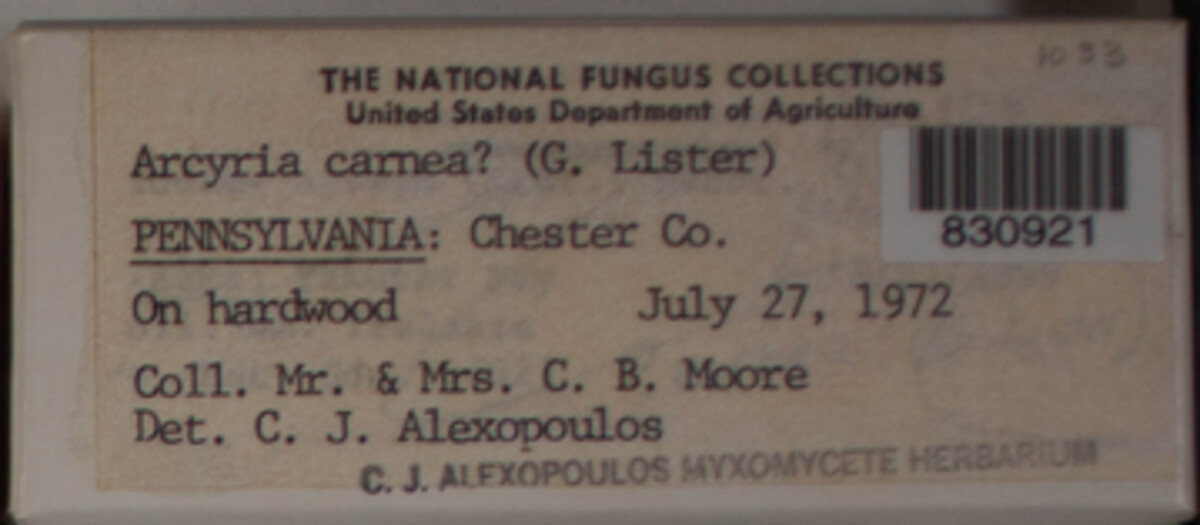 1033
THE NATIONAL FUNGUS COLLECTIONS
United States Department of Agriculture
Arcyria carnea? (G. Lister)
830921
PENNSYLVANIA: Chester Co.
On hardwood July 27, 1972
Coll. Mr. & Mrs. C. B. Moore
Det. C. J. Alexopoulos
C. J. ALEXOPOULOS MYXOMYCETE HERBARIUM